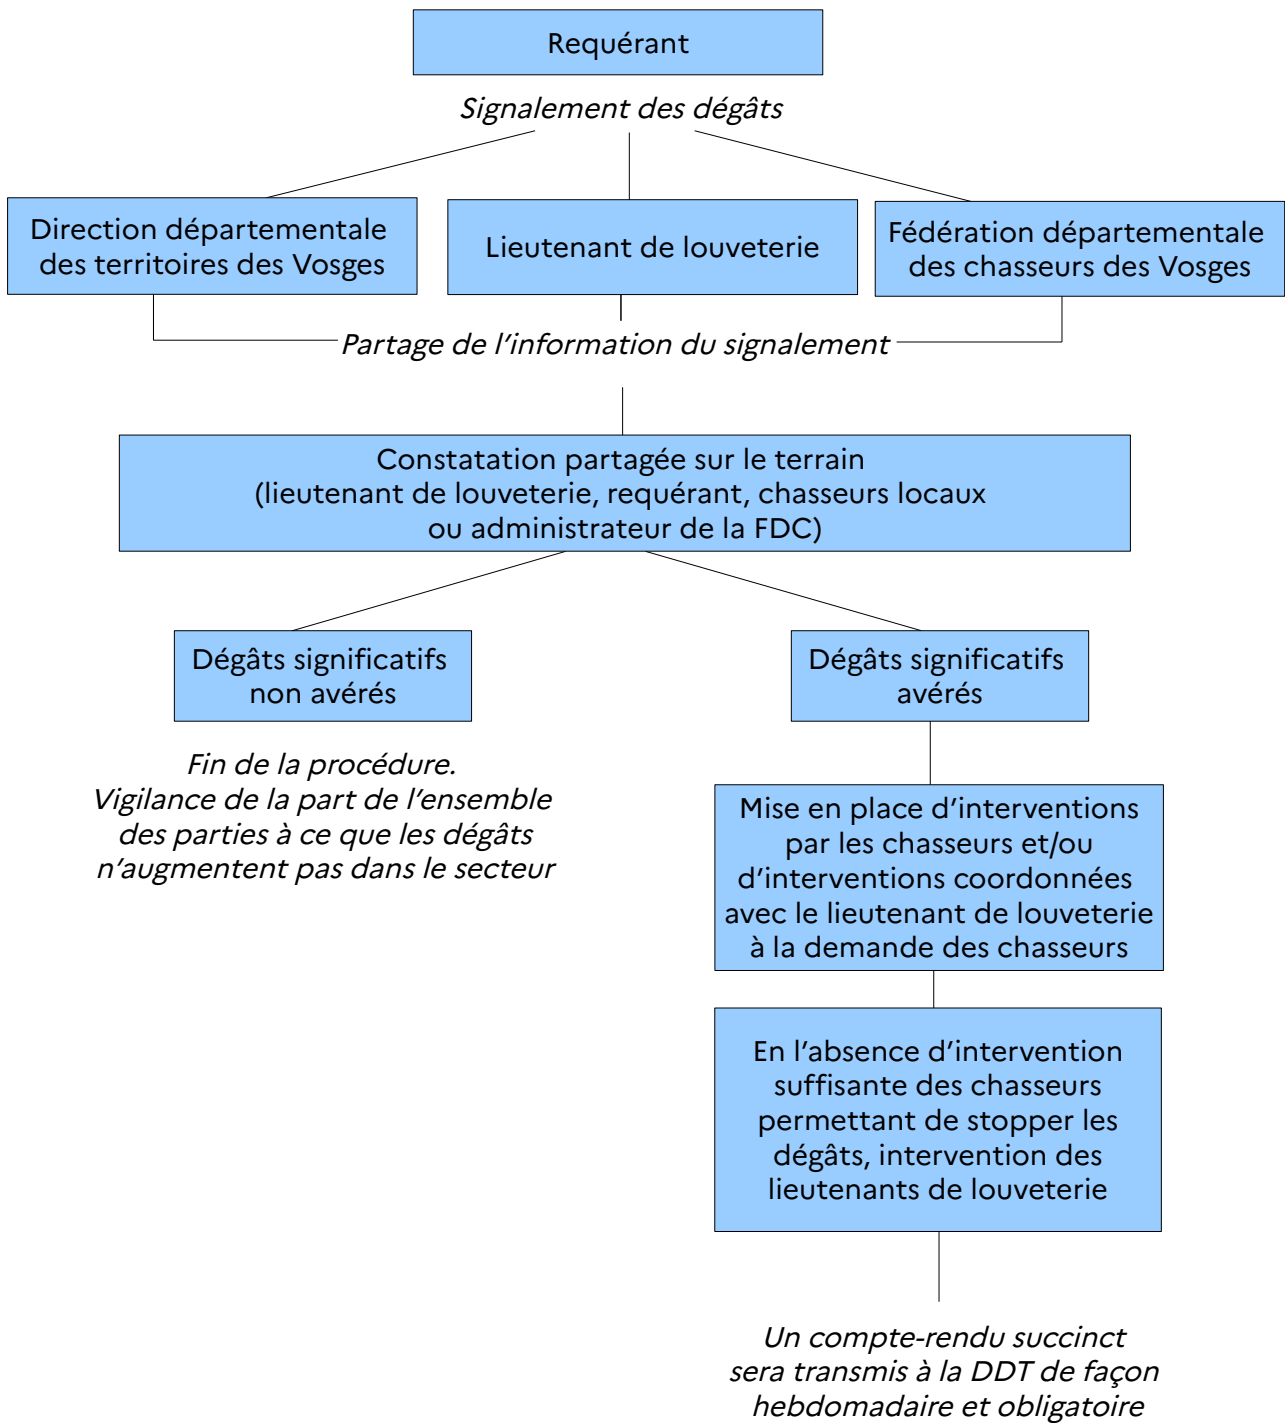 Requérant
Signalement des dégâts
Direction départementale
des territoires des Vosges
Lieutenant de louveterie
Fédération départementale
des chasseurs des Vosges
Partage de l’information du signalement
Constatation partagée sur le terrain
(lieutenant de louveterie, requérant, chasseurs locaux
ou administrateur de la FDC)
Dégâts significatifs
non avérés
Fin de la procédure.
Vigilance de la part de l’ensemble
des parties à ce que les dégâts
n’augmentent pas dans le secteur
Dégâts significatifs
avérés
Mise en place d’interventions
par les chasseurs et/ou
d’interventions coordonnées
avec le lieutenant de louveterie
à la demande des chasseurs
En l’absence d’intervention
suffisante des chasseurs
permettant de stopper les
dégâts, intervention des
lieutenants de louveterie
Un compte-rendu succinct
sera transmis à la DDT de façon
hebdomadaire et obligatoire